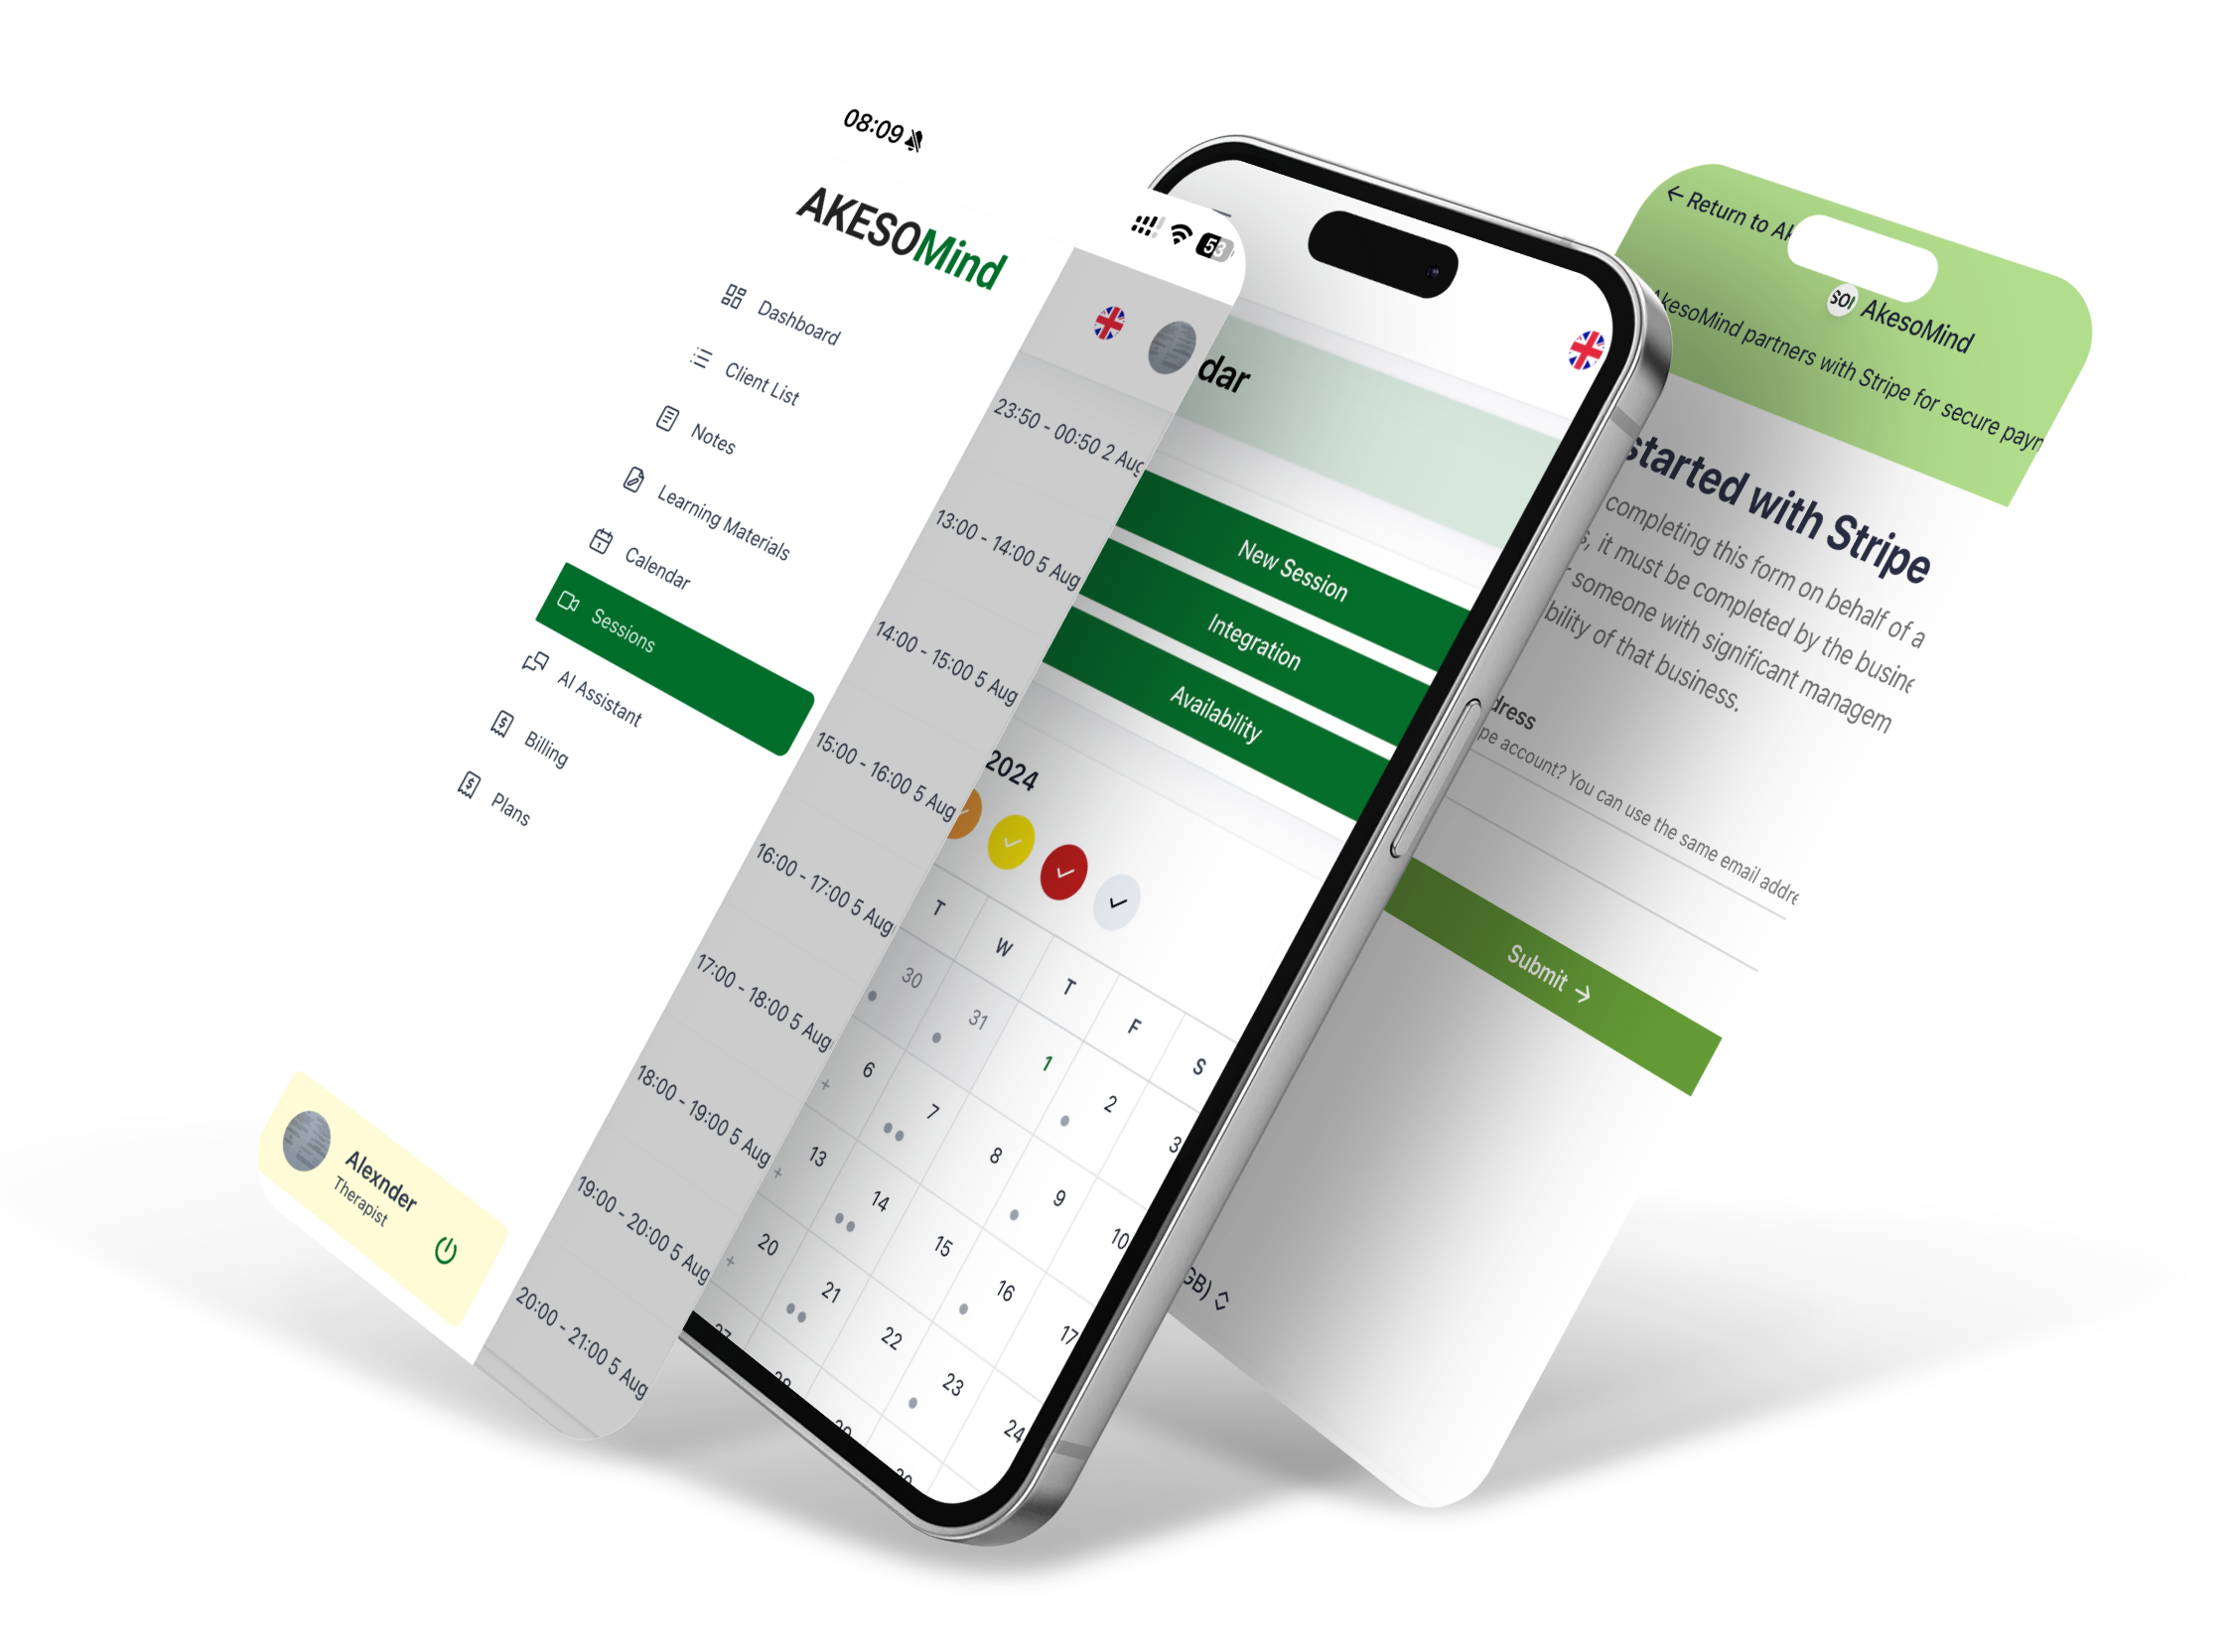 08:09
53
AKESOMind
Dashboard
Client List
Notes
Learning Materials
Calendar
Sessions
AI Assistant
Billing
Plans
Alexnder
Therapist
23:50 - 00:50 2 Aug
13:00 - 14:00 5 Aug
14:00 - 15:00 5 Aug
15:00 - 16:00 5 Aug
16:00 - 17:00 5 Aug
17:00 - 18:00 5 Aug
18:00 - 19:00 5 Aug
19:00 - 20:00 5 Aug
20:00 - 21:00 5 Aug
dar
New Session
Integration
Availability
2024
T W T F S
30 31 1 2 3
6 7 8 9 10
13 14 15 16 17
20 21 22 23 24
← Return to
AkesoMind
AkesoMind partners with Stripe for secure paym
started with Stripe
completing this form on behalf of a
s, it must be completed by the busine
r someone with significant managem
bility of that business.
dress
pe account? You can use the same email addre
Submit →
GB)